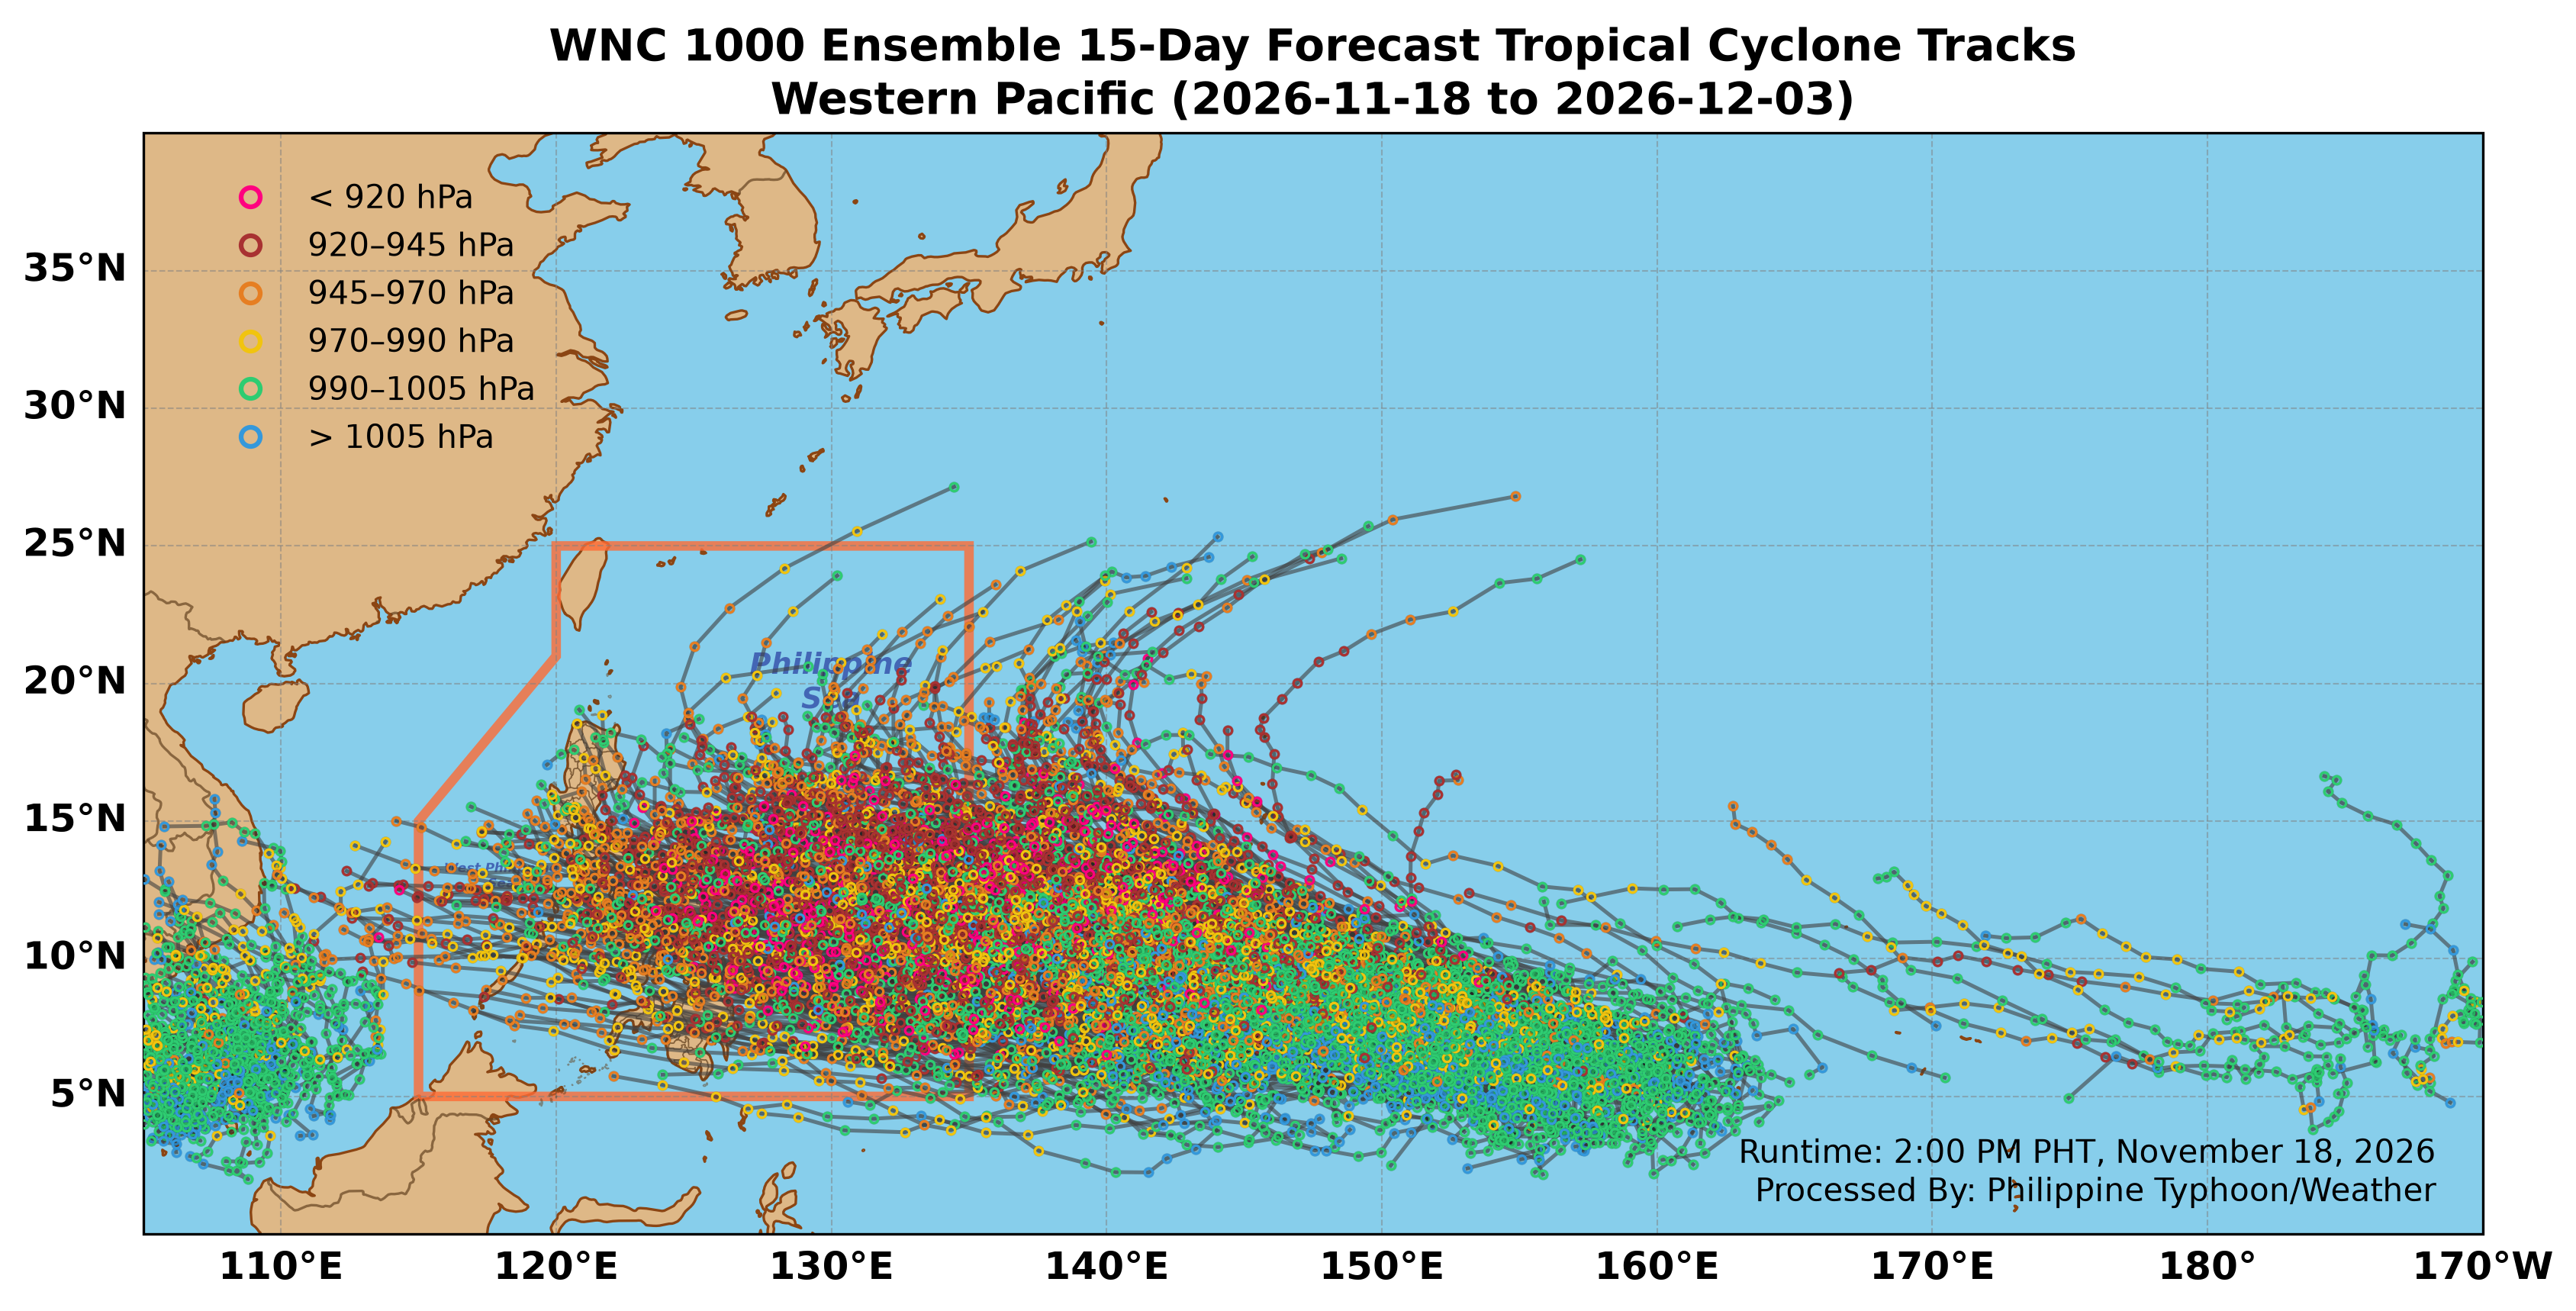 WNC 1000 Ensemble 15-Day Forecast Tropical Cyclone Tracks
Western Pacific (2026-11-18 to 2026-12-03)
< 920 hPa
920–945 hPa
945–970 hPa
970–990 hPa
990–1005 hPa
> 1005 hPa
35°N
30°N
25°N
20°N
15°N
10°N
5°N
Philippine
Sea
West
Runtime: 2:00 PM PHT, November 18, 2026
Processed By: Philippine Typhoon/Weather
110°E
120°E
130°E
140°E
150°E
160°E
170°E
180°
170°W